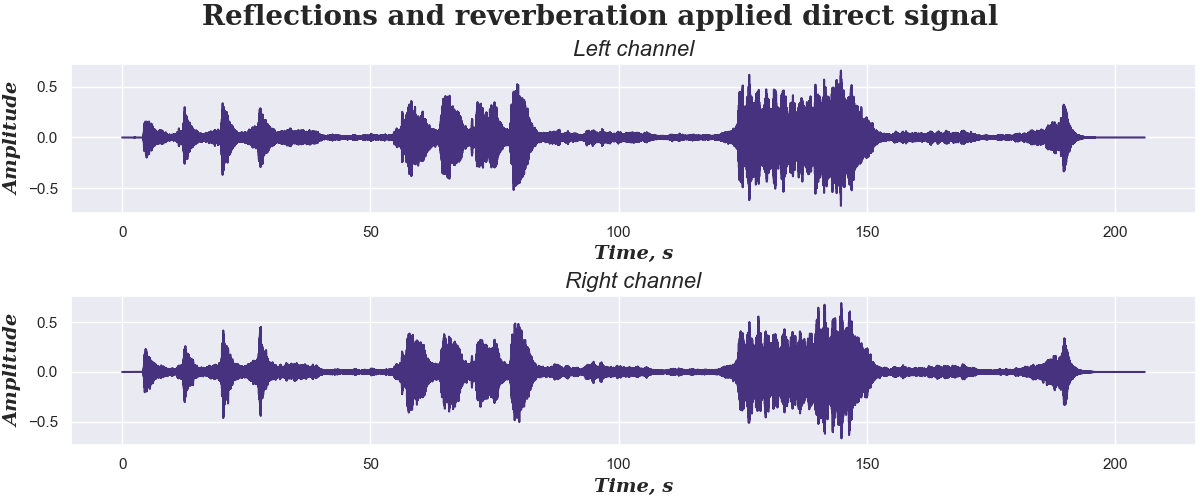 Reflections and reverberation applied direct signal
Left channel
Amplitude
0.5
0.0
−0.5
0 50 100 150 200
Time, s
Right channel
Amplitude
0.5
0.0
−0.5
0 50 100 150 200
Time, s